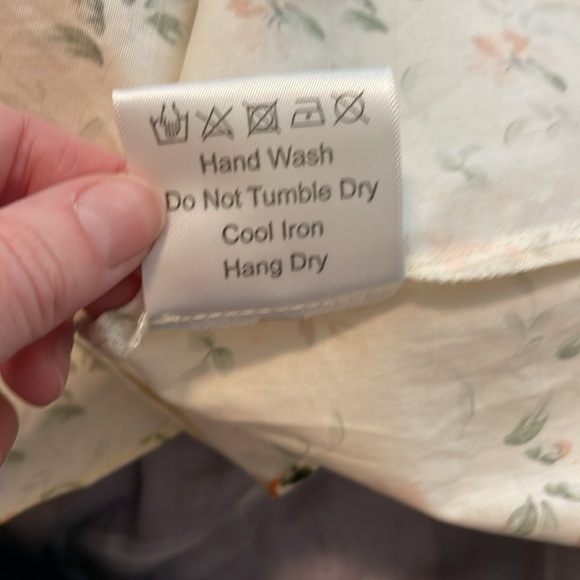 Hand Wash
Do Not Tumble Dry
Cool Iron
Hang Dry